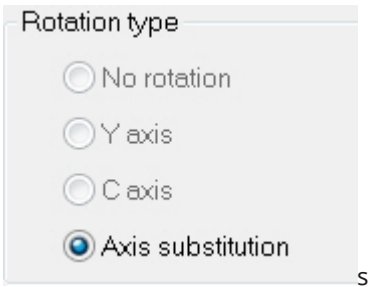 Rotation type
No rotation
Y axis
C axis
Axis substitution
s